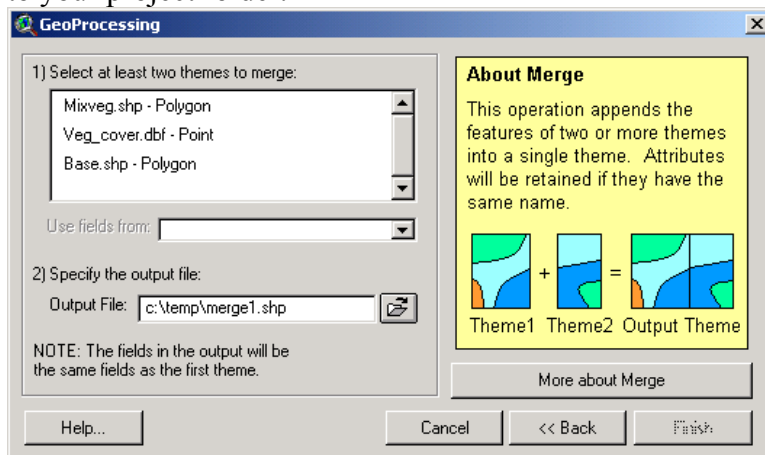 GeoProcessing
1) Select at least two themes to merge:
Mixveg.shp - Polygon
Veg_cover.dbf - Point
Base.shp - Polygon
Use fields from:
2) Specify the output file:
Output File: c:\temp\merge1.shp
NOTE: The fields in the output will be
the same fields as the first theme.
About Merge
This operation appends the
features of two or more themes
into a single theme. Attributes
will be retained if they have the
same name.
+ =
Theme1 Theme2 Output Theme
More about Merge
Help... Cancel << Back Finish